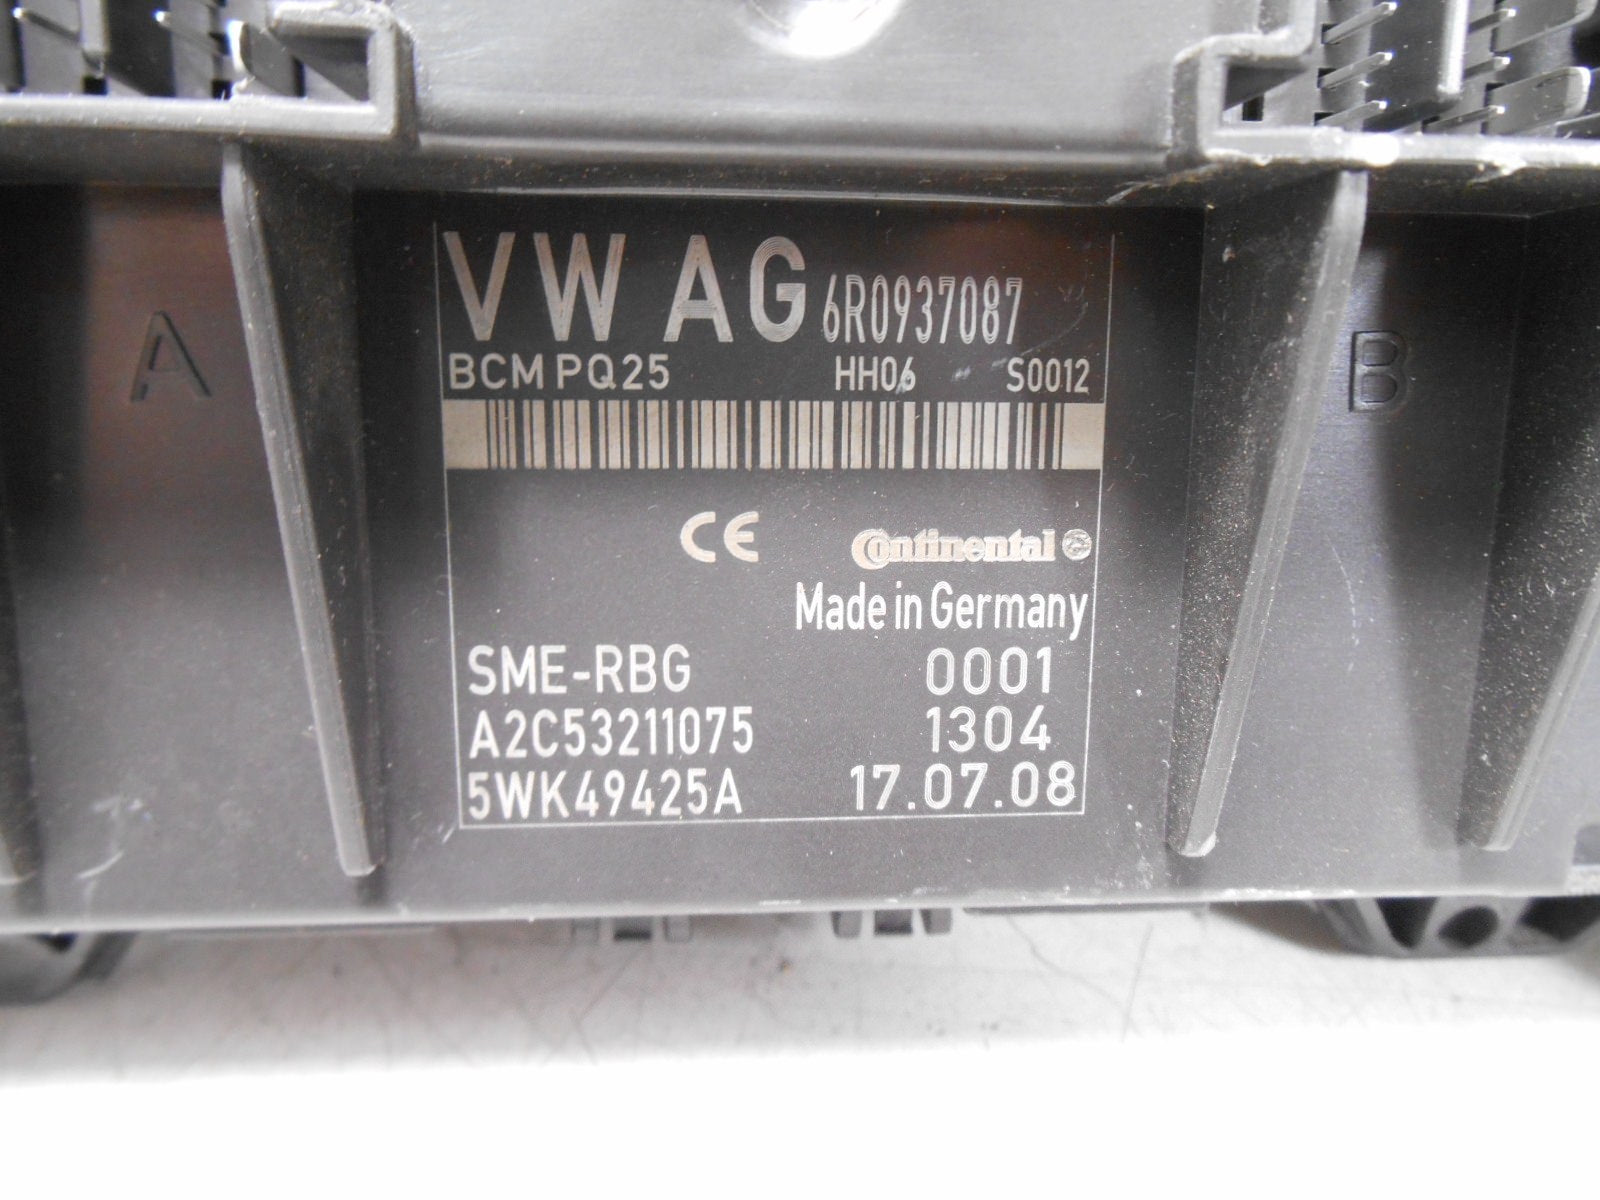 VW AG 6R0937087
BCM PQ25 HH06 S0012
A B
CE Continental
Made in Germany
SME-RBG 0001
A2C53211075 1304
5WK49425A 17.07.08